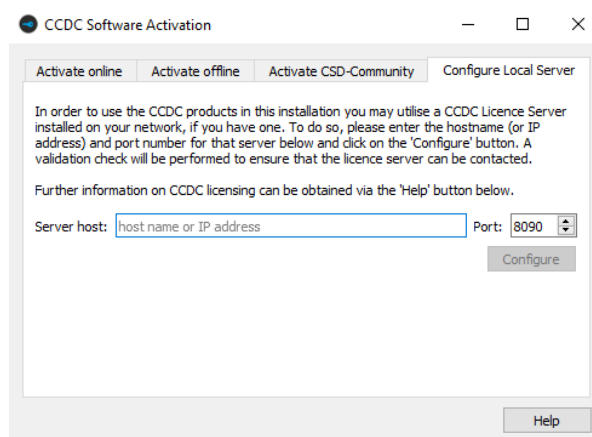 CCDC Software Activation
Activate online Activate offline Activate CSD-Community Configure Local Server
In order to use the CCDC products in this installation you may utilise a CCDC Licence Server
installed on your network, if you have one. To do so, please enter the hostname (or IP
address) and port number for that server below and click on the 'Configure' button. A
validation check will be performed to ensure that the licence server can be contacted.
Further information on CCDC licensing can be obtained via the 'Help' button below.
Server host: host name or IP address Port: 8090
Configure
Help